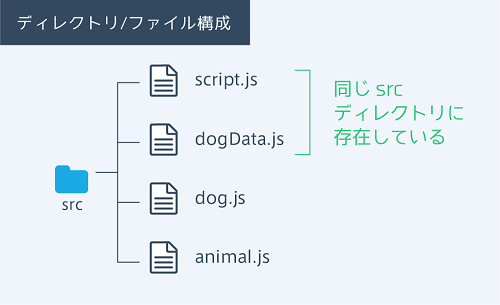 ディレクトリ/ファイル構成
script.js
dogData.js
dog.js
animal.js
src
同じ src
ディレクトリに
存在している